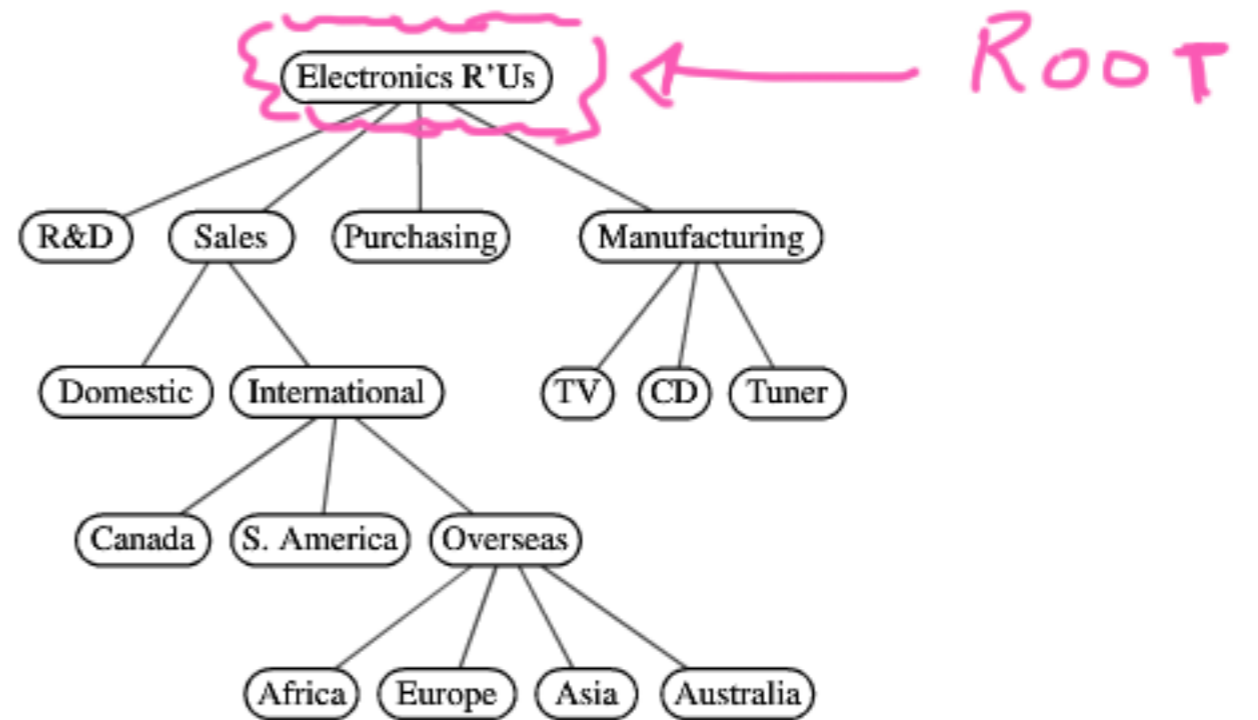 Electronics R'Us ROOT
R&D Sales Purchasing Manufacturing
Domestic International TV CD Tuner
Canada S. America Overseas
Africa Europe Asia Australia